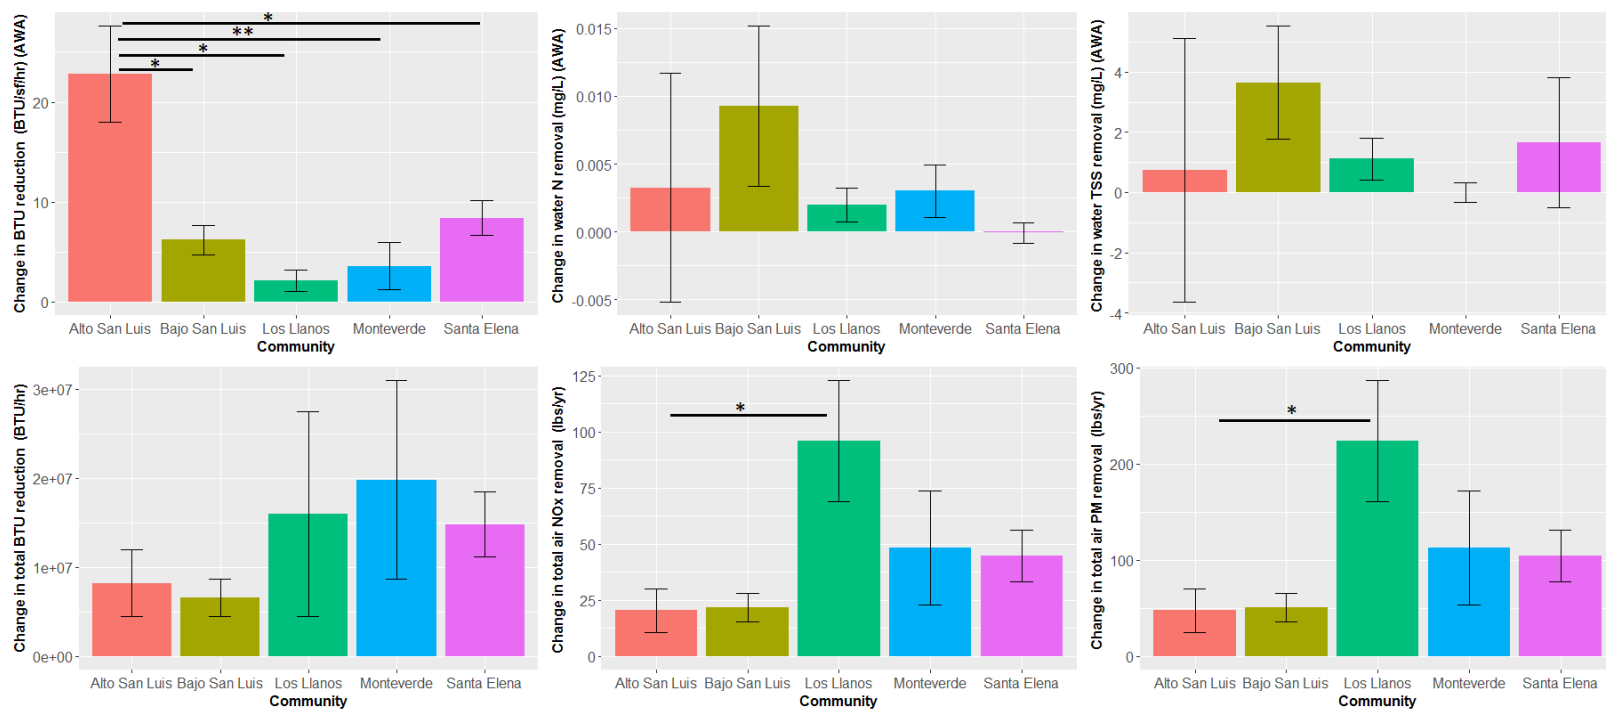 Change in BTU reduction (BTU/sf/hr) (AWA)
20
10
0
*
**
*
*
Alto San Luis Bajo San Luis Los Llanos Monteverde Santa Elena
Community
Change in water N removal (mg/L) (AWA)
0.015
0.010
0.005
0.000
-0.005
Alto San Luis Bajo San Luis Los Llanos Monteverde Santa Elena
Community
Change in water TSS removal (mg/L) (AWA)
4
2
0
-2
-4
Alto San Luis Bajo San Luis Los Llanos Monteverde Santa Elena
Community
Change in total BTU reduction (BTU/hr)
3e+07
2e+07
1e+07
0e+00
Alto San Luis Bajo San Luis Los Llanos Monteverde Santa Elena
Community
Change in total air NOx removal (lbs/yr)
125
100
75
50
25
0
*
Alto San Luis Bajo San Luis Los Llanos Monteverde Santa Elena
Community
Change in total air PM removal (lbs/yr)
300
200
100
0
*
Alto San Luis Bajo San Luis Los Llanos Monteverde Santa Elena
Community